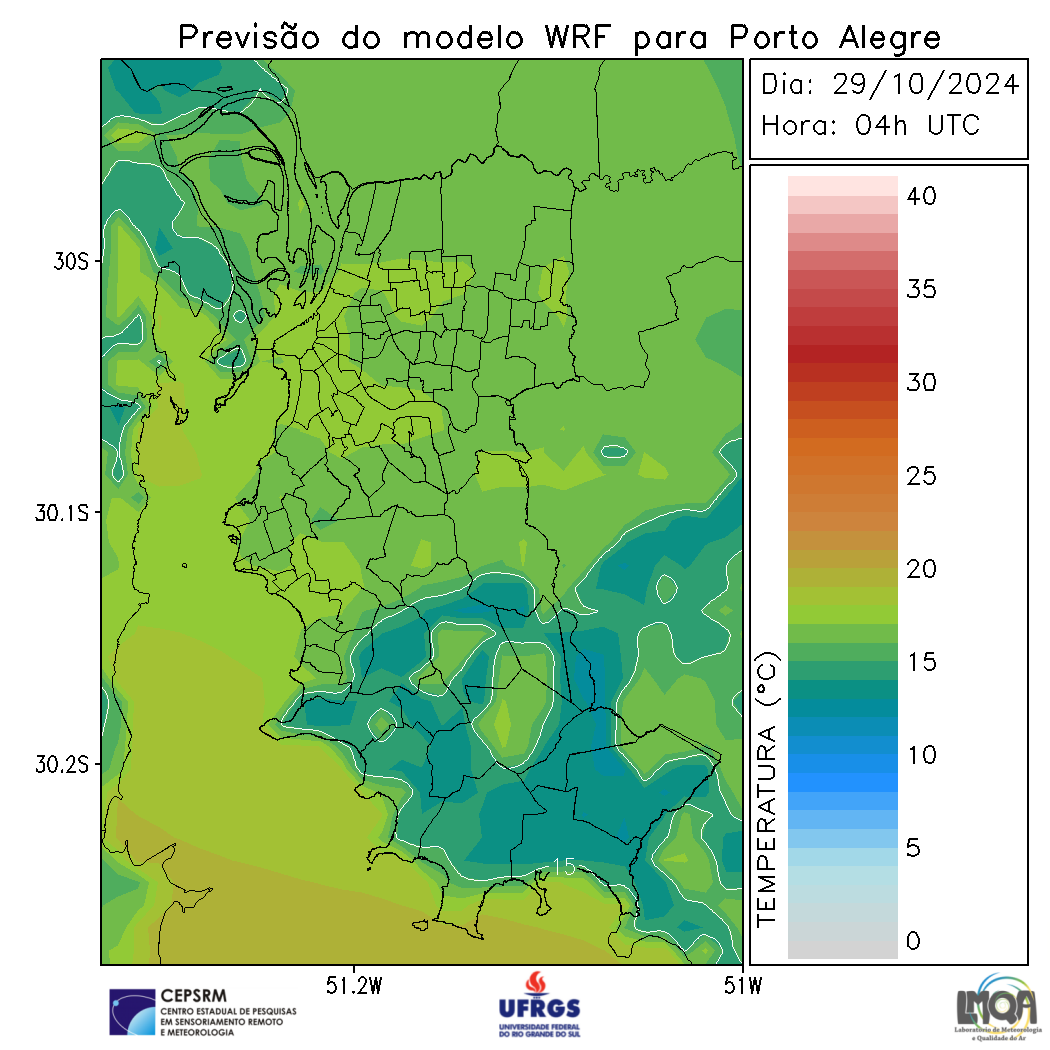 Previsão do modelo WRF para Porto Alegre
Dia: 29/10/2024
Hora: 04h UTC
40
35
30
25
20
15
10
5
0
TEMPERATURA (°C)
30S
30.1S
30.2S
15
51.2W
51W
CEPSRM
CENTRO ESTADUAL DE PESQUISAS
EM SENSORIAMENTO REMOTO
E METEOROLOGIA
UFRGS
UNIVERSIDADE FEDERAL
DO RIO GRANDE DO SUL
LMQA
Laboratório de Meteorologia
e Qualidade do Ar